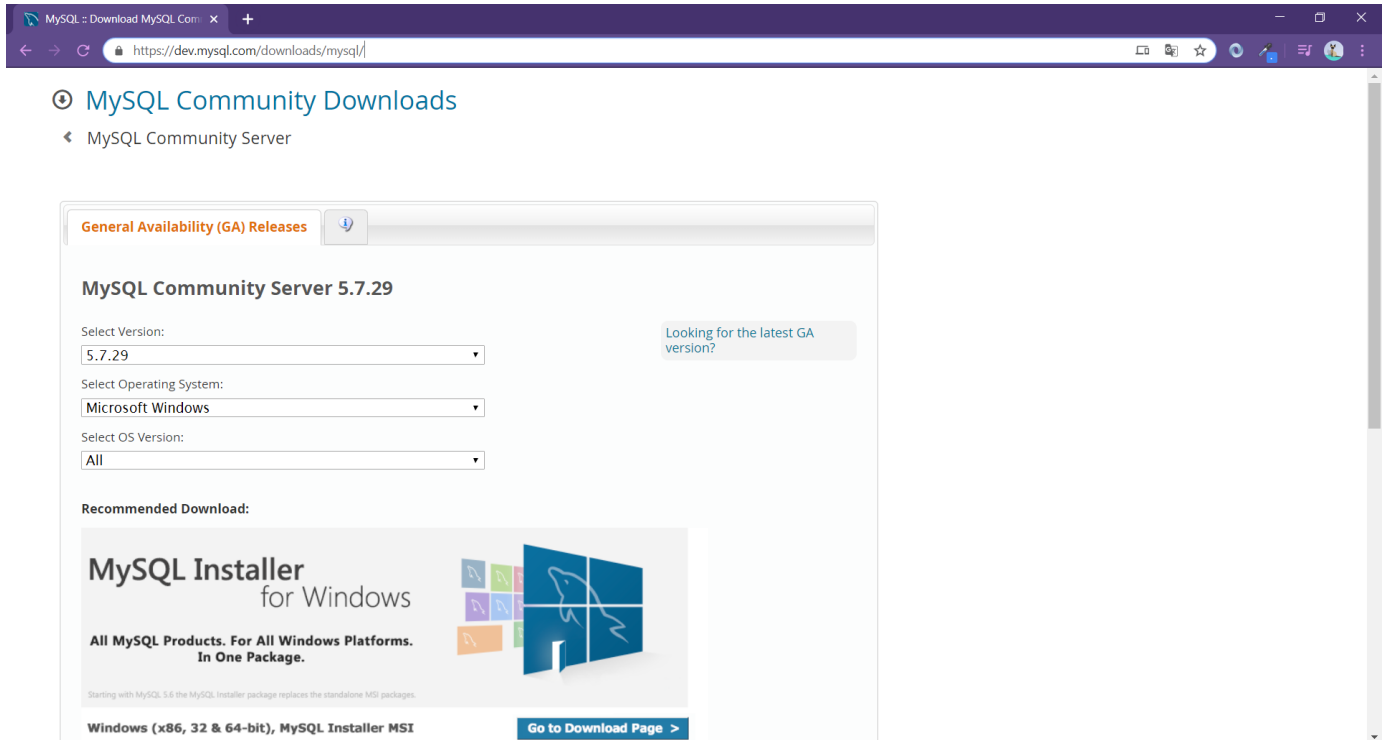 MySQL :: Download MySQL Com
https://dev.mysql.com/downloads/mysql/
MySQL Community Downloads
MySQL Community Server
General Availability (GA) Releases
MySQL Community Server 5.7.29
Select Version:
5.7.29
Looking for the latest GA
version?
Select Operating System:
Microsoft Windows
Select OS Version:
All
Recommended Download:
MySQL Installer
for Windows
All MySQL Products. For All Windows Platforms.
In One Package.
Starting with MySQL 5.6 the MySQL Installer package replaces the standalone MSI packages.
Windows (x86, 32 & 64-bit), MySQL Installer MSI
Go to Download Page >